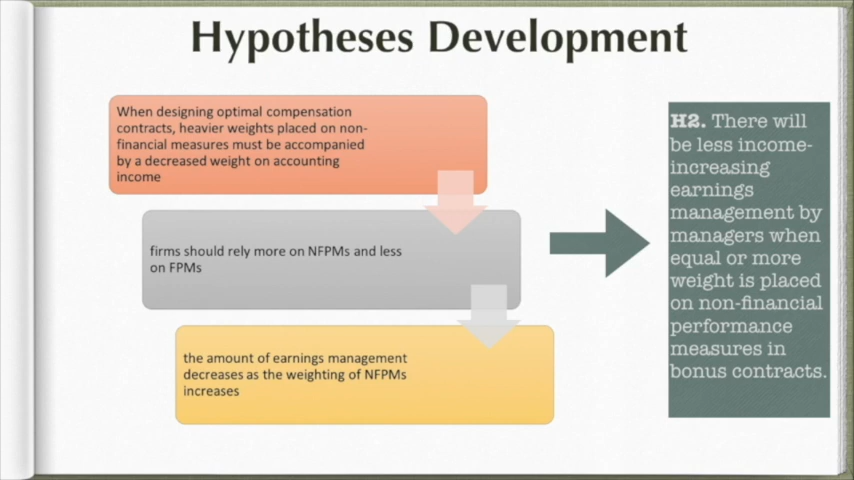 Hypotheses Development
When designing optimal compensation
contracts, heavier weights placed on non-
financial measures must be accompanied
by a decreased weight on accounting
income
firms should rely more on NFPMs and less
on FPMs
the amount of earnings management
decreases as the weighting of NFPMs
increases
H2. There will
be less income-
increasing
earnings
management by
managers when
equal or more
weight is placed
on non-financial
performance
measures in
bonus contracts.